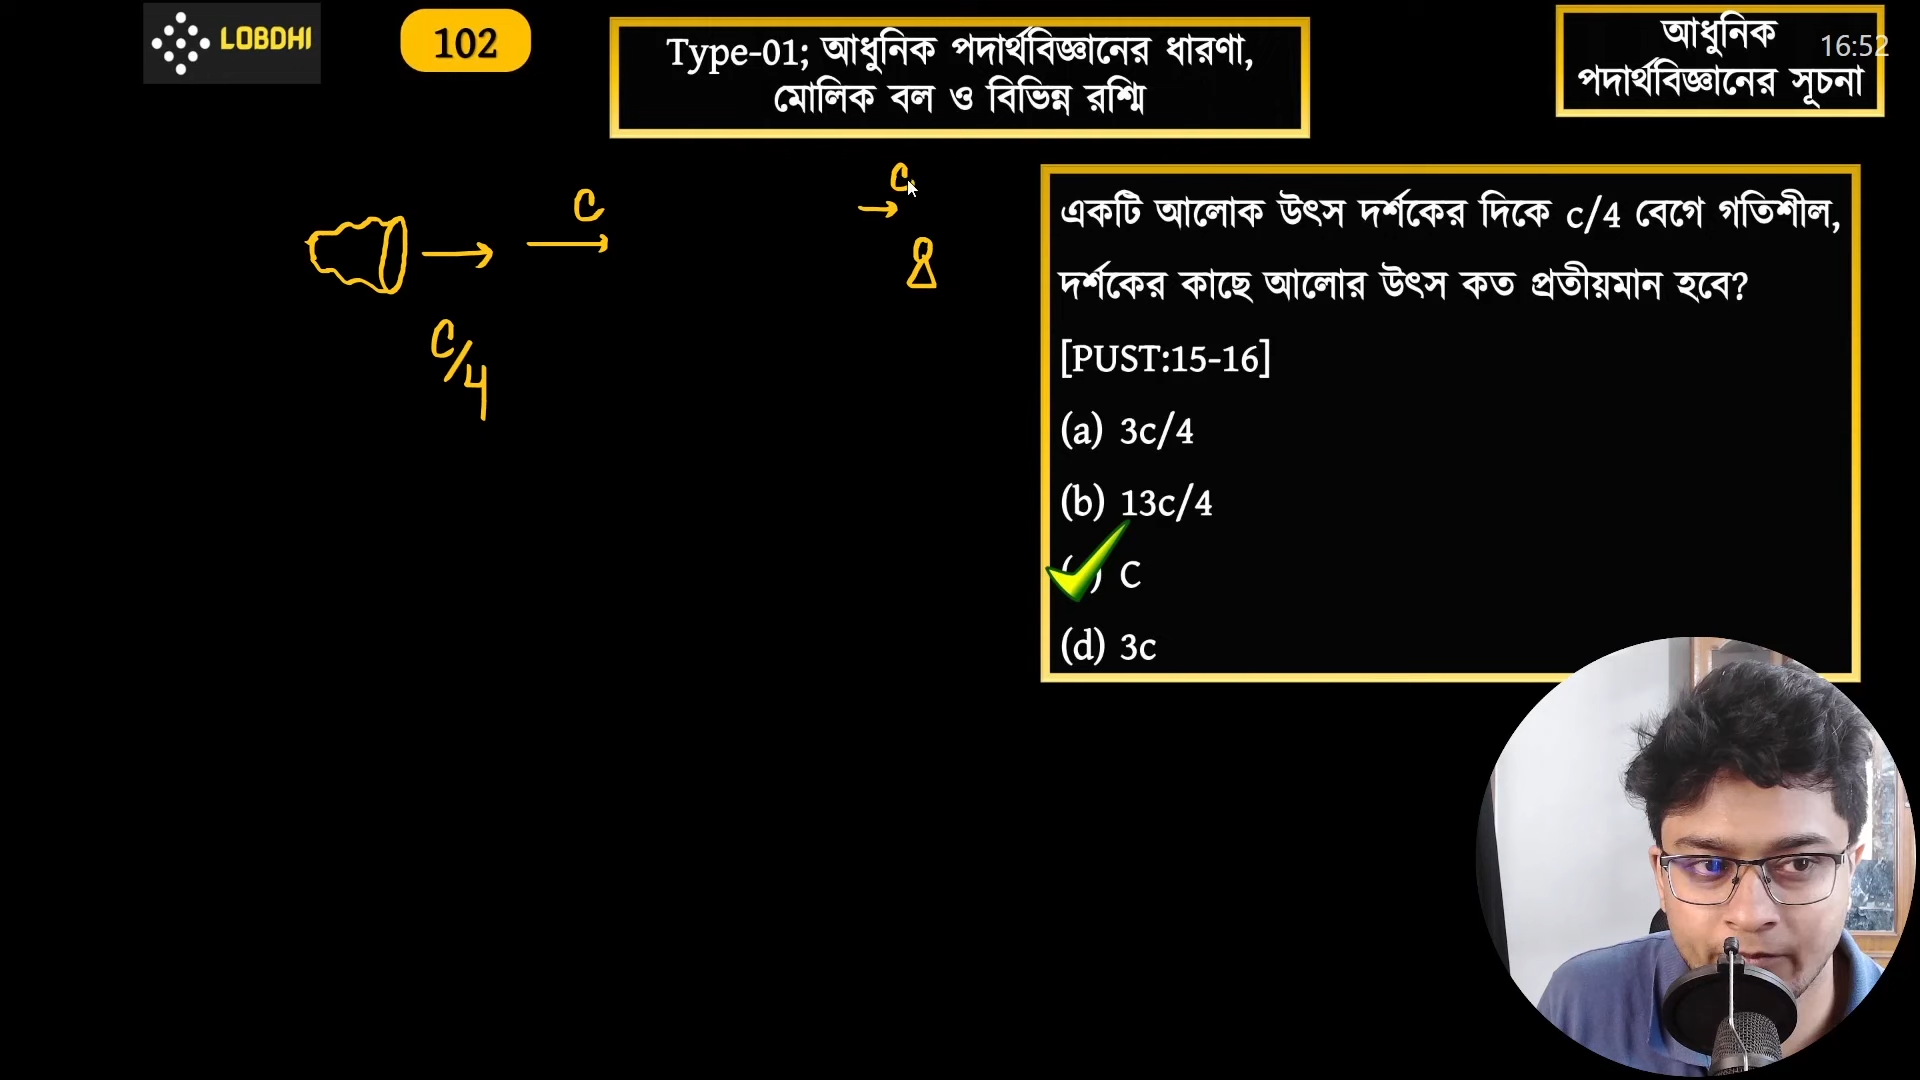 LOBDHI
102
Type-01; আধুনিক পদার্থবিজ্ঞানের ধারণা,
মোলিক বল ও বিভিন্ন রশ্মি
আধুনিক
পদার্থবিজ্ঞানের সূচনা
16:52
c
c
c/4
একটি আলোক উৎস দর্শকের দিকে c/4 বেগে গতিশীল,
দর্শকের কাছে আলোর উৎস কত প্রতীয়মান হবে?
[PUST:15-16]
(a) 3c/4
(b) 13c/4
C
(d) 3c